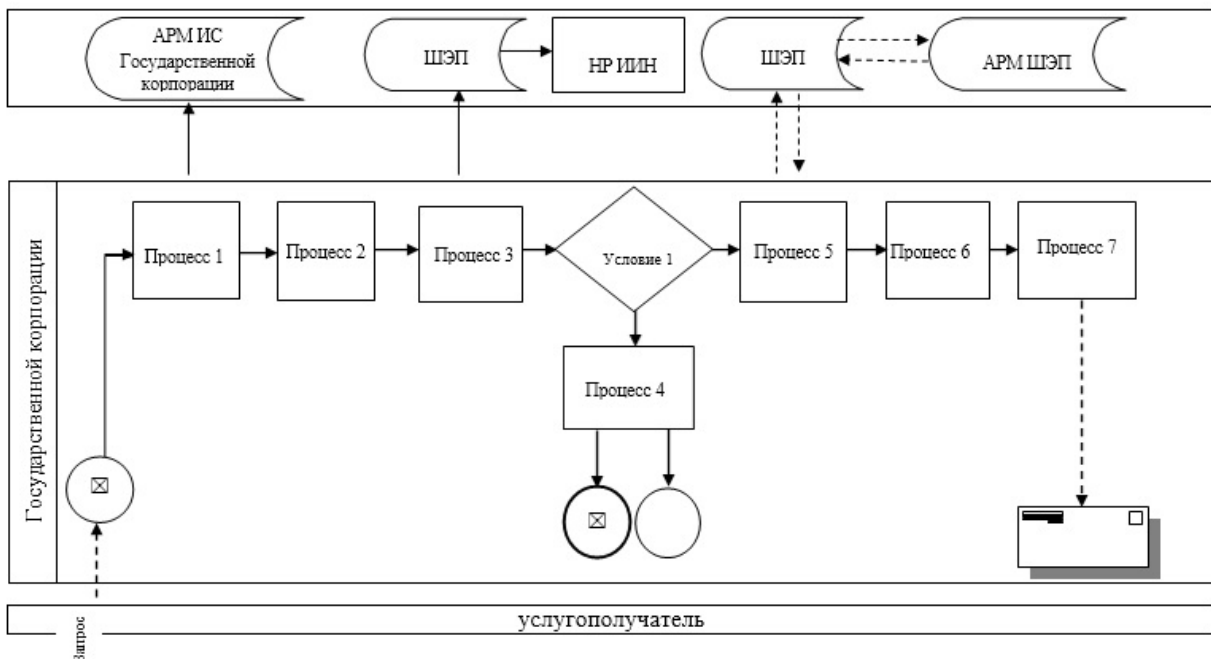 АРМ ИС
Государственной
корпорации
ШЭП
НР ИИН
ШЭП
АРМ ШЭП
Государственной корпорации
Процесс 1
Процесс 2
Процесс 3
Условие 1
Процесс 5
Процесс 6
Процесс 7
Процесс 4
услугополучатель
Запрос